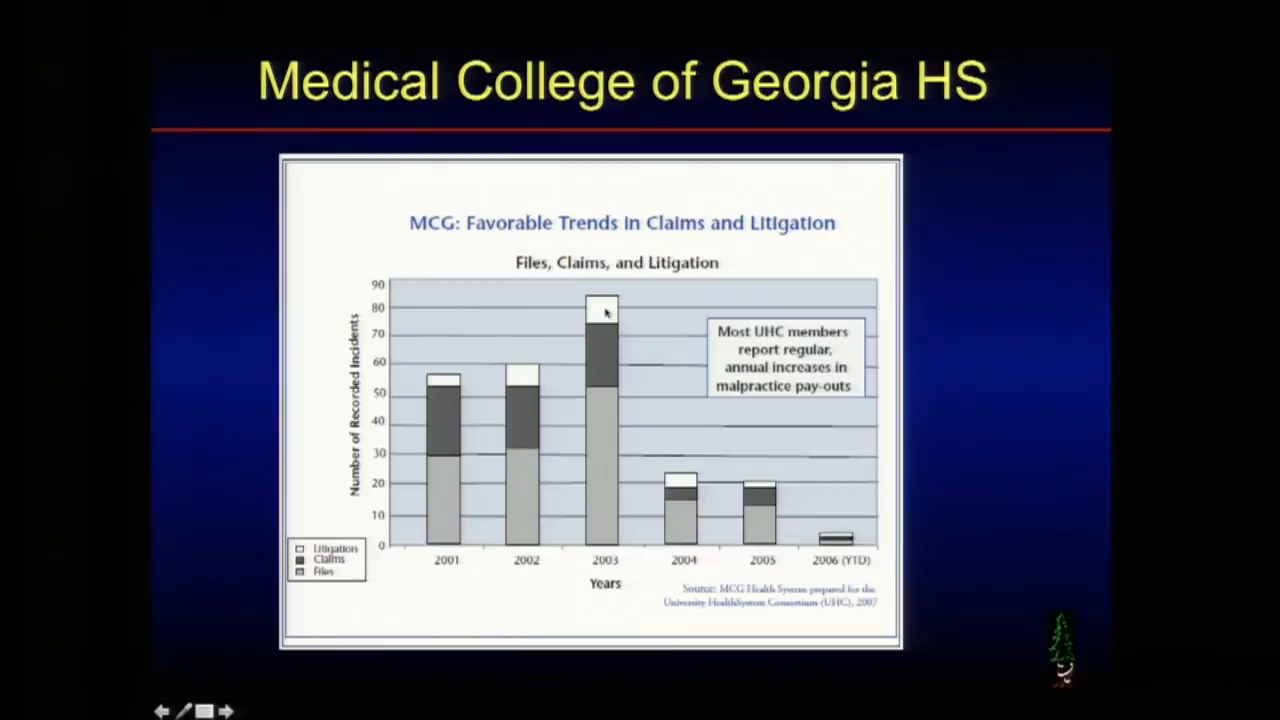 Medical College of Georgia HS
MCG: Favorable Trends in Claims and Litigation
Files, Claims, and Litigation
90
80
70
60
50
40
30
20
10
0
Number of Recorded Incidents
Most UHC members
report regular,
annual increases in
malpractice pay-outs
Litigation
Claims
Files
2001 2002 2003 2004 2005 2006 (YTD)
Years
Source: MCG Health System prepared for the
University HealthSystem Consortium (UHC), 2007